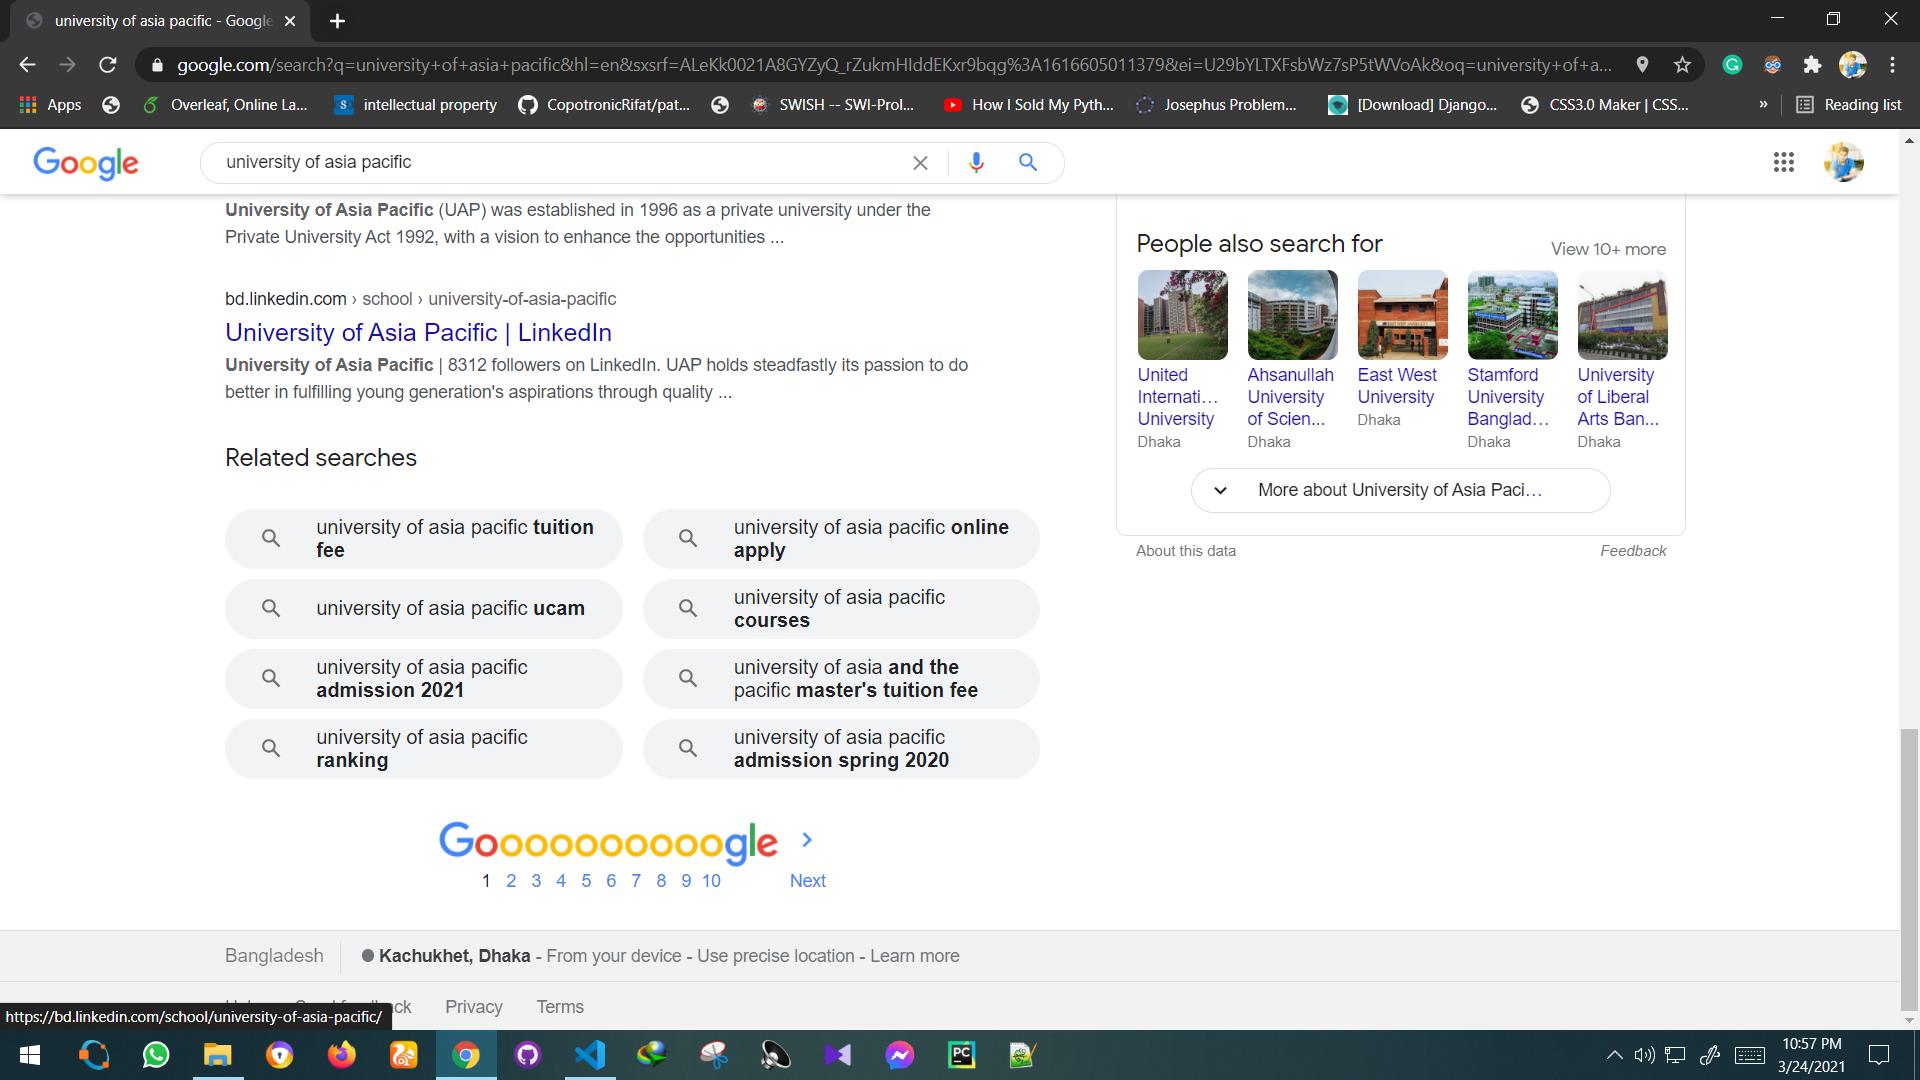 university of asia pacific - Google
google.com/search?q=university+of+asia+pacific&hl=en&sxsrf=ALeKk0021A8GYZyQ_rZukmHIddEKxr9bqg%3A1616605011379&ei=U29bYLTXFsbWz7sP5tWVoAk&oq=university+of+a...
Apps Overleaf, Online La... intellectual property CopotronicRifat/pat... SWISH -- SWI-Prol... How I Sold My Pyth... Josephus Problem... [Download] Django... CSS3.0 Maker | CSS... » Reading list
Google university of asia pacific
University of Asia Pacific (UAP) was established in 1996 as a private university under the
Private University Act 1992, with a vision to enhance the opportunities ...
bd.linkedin.com › school › university-of-asia-pacific
University of Asia Pacific | LinkedIn
University of Asia Pacific | 8312 followers on LinkedIn. UAP holds steadfastly its passion to do
better in fulfilling young generation's aspirations through quality ...
Related searches
university of asia pacific tuition
fee
university of asia pacific online
apply
university of asia pacific ucam
university of asia pacific
courses
university of asia pacific
admission 2021
university of asia and the
pacific master's tuition fee
university of asia pacific
ranking
university of asia pacific
admission spring 2020
People also search for View 10+ more
United
Internati...
University
Dhaka
Ahsanullah
University
of Scien...
Dhaka
East West
University
Dhaka
Stamford
University
Banglad...
Dhaka
University
of Liberal
Arts Ban...
Dhaka
More about University of Asia Paci...
About this data Feedback
Gooooooooooogle
1 2 3 4 5 6 7 8 9 10 Next
Bangladesh Kachukhet, Dhaka - From your device - Use precise location - Learn more
Privacy Terms
https://bd.linkedin.com/school/university-of-asia-pacific/
10:57 PM
3/24/2021